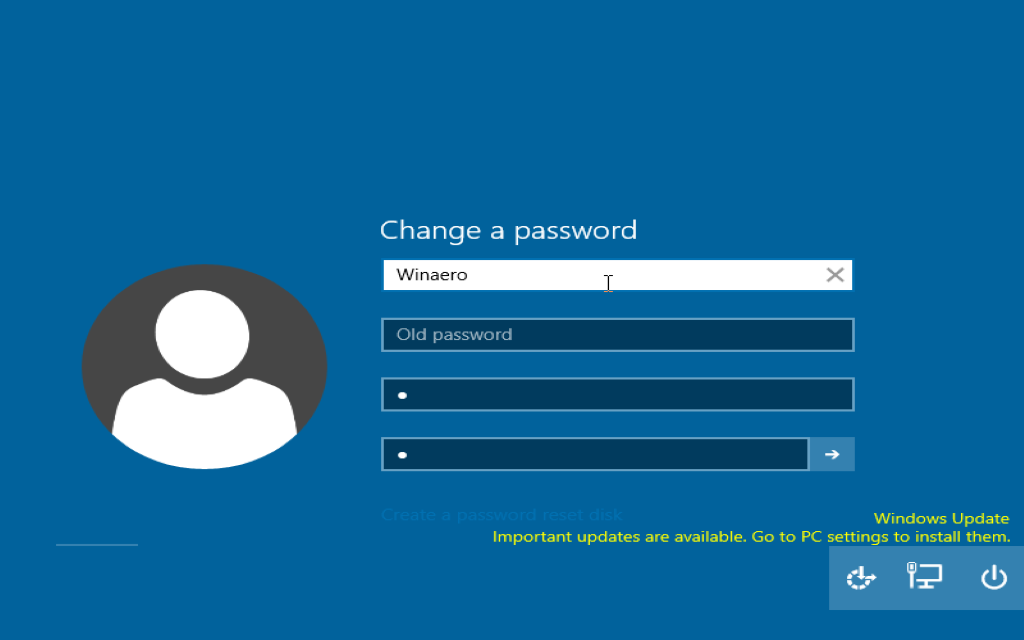 Change a password
Winaero
Old password
Create a password reset disk
Windows Update
Important updates are available. Go to PC settings to install them.